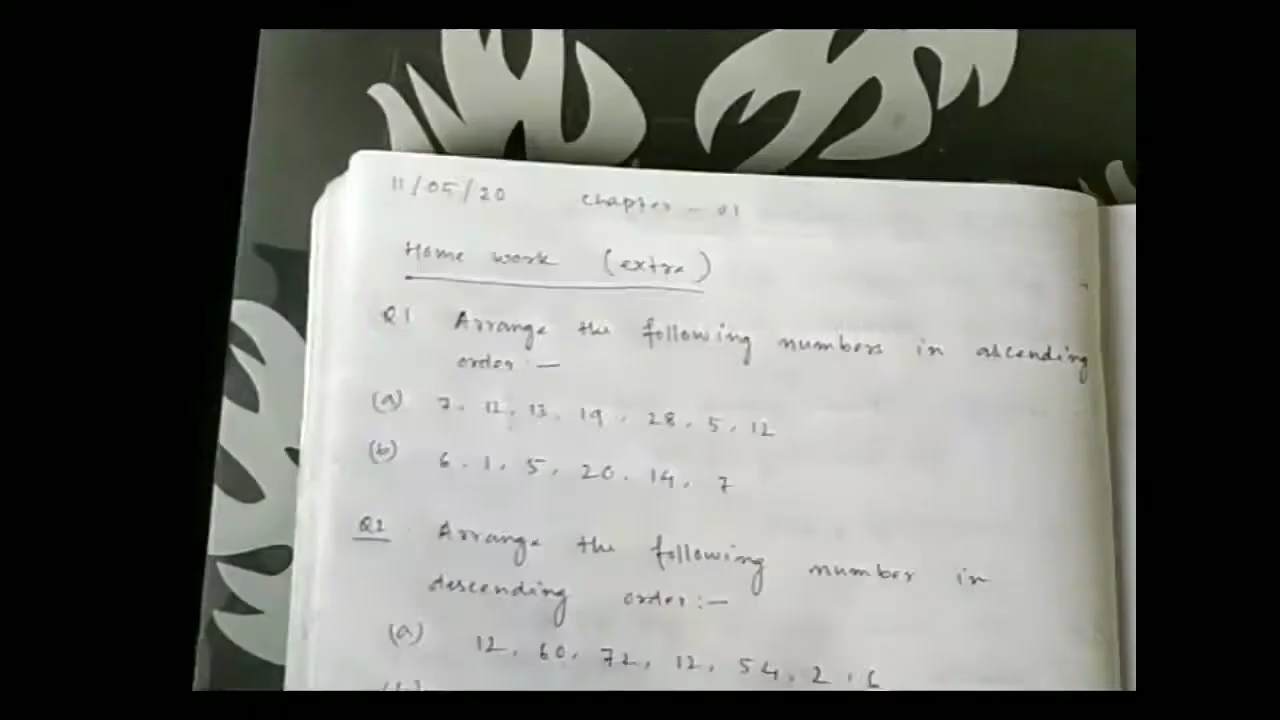 11/05/20 Chapter - 01
Home work (extra)
Q1 Arrange the following numbers in ascending
order :-
(a) 7, 12, 13, 19, 28, 5, 12
(b) 6, 1, 5, 20, 14, 7
Q2 Arrange the following number in
descending order :-
(a) 12, 60, 72, 12, 54, 2, 6